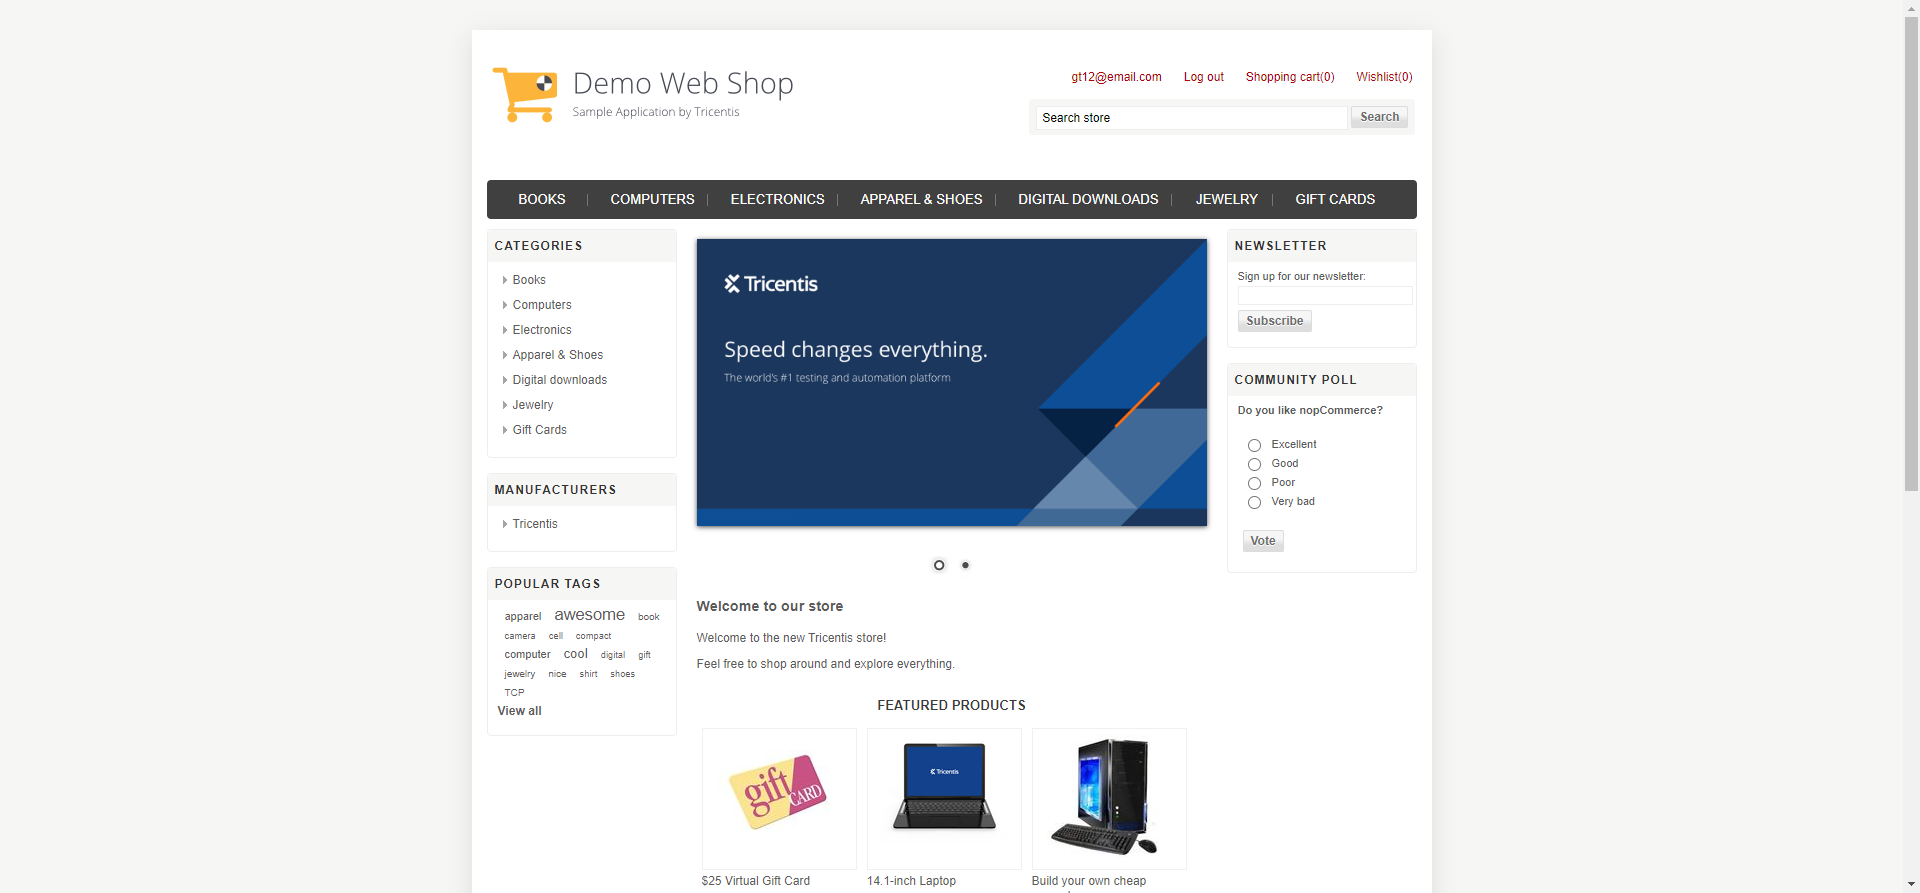 Demo Web Shop
Sample Application by Tricentis
gt12@email.com Log out Shopping cart(0) Wishlist(0)
Search store Search
BOOKS COMPUTERS ELECTRONICS APPAREL & SHOES DIGITAL DOWNLOADS JEWELRY GIFT CARDS
CATEGORIES
Books
Computers
Electronics
Apparel & Shoes
Digital downloads
Jewelry
Gift Cards
MANUFACTURERS
Tricentis
POPULAR TAGS
apparel awesome book
camera cell compact
computer cool digital gift
jewelry nice shirt shoes
TCP
View all
Tricentis
Speed changes everything.
The world's #1 testing and automation platform
Welcome to our store
Welcome to the new Tricentis store!
Feel free to shop around and explore everything.
FEATURED PRODUCTS
gift CARD
Tricentis
$25 Virtual Gift Card
14.1-inch Laptop
Build your own cheap
NEWSLETTER
Sign up for our newsletter:
Subscribe
COMMUNITY POLL
Do you like nopCommerce?
Excellent
Good
Poor
Very bad
Vote